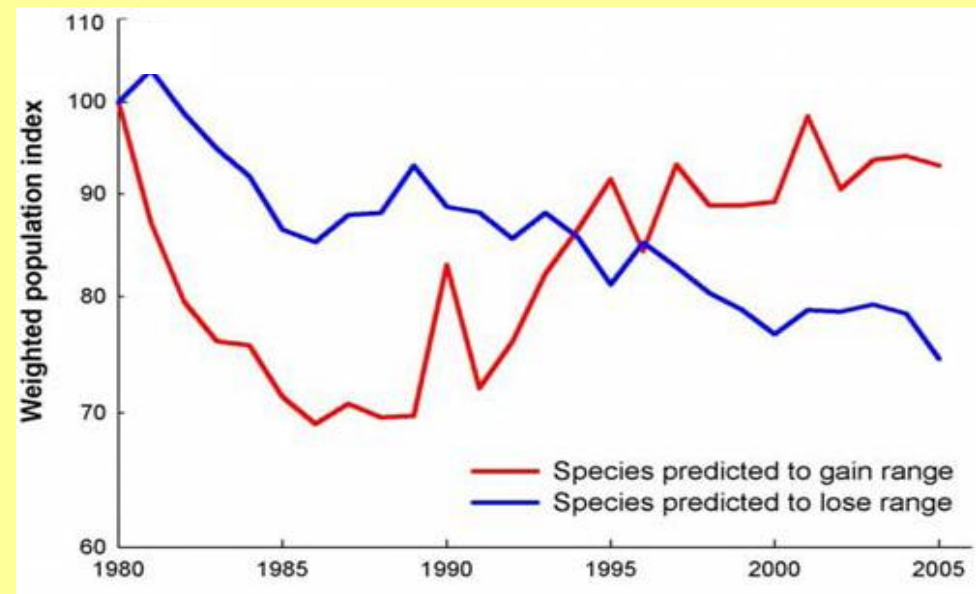 Weighted population index
110
100
90
80
70
60
Species predicted to gain range
Species predicted to lose range
1980 1985 1990 1995 2000 2005